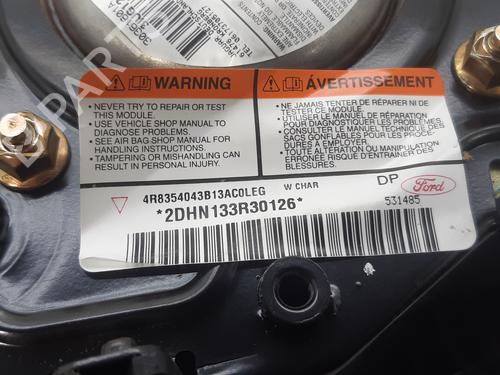 WARNING
NEVER TRY TO REPAIR OR TEST
THIS MODULE.
USE VEHICLE SHOP MANUAL TO
DIAGNOSE PROBLEMS.
SEE AIR BAG SHOP MANUAL FOR
HANDLING INSTRUCTIONS.
TAMPERING OR MISHANDLING CAN
RESULT IN PERSONAL INJURY.
AVERTISSEMENT
NE JAMAIS TENTER DE RÉPARER NI DE
TESTER CE MODULE.
UTILISER LE MANUEL DE RÉPARATION
POUR DIAGNOSTIQUER LES PROBLÈMES.
CONSULTER LE MANUEL TECHNIQUE DES
SACS GONFLABLES POUR LES PROCÉ-
DURES À EMPLOYER.
TOUTE MANIPULATION OU INTERVENTION
ERRONÉE RISQUE D'ENTRAÎNER DES BLESSURES.
4R8354043B13AC0LEG
W CHAR
DP
Ford
531485
*2DHN133R30126*